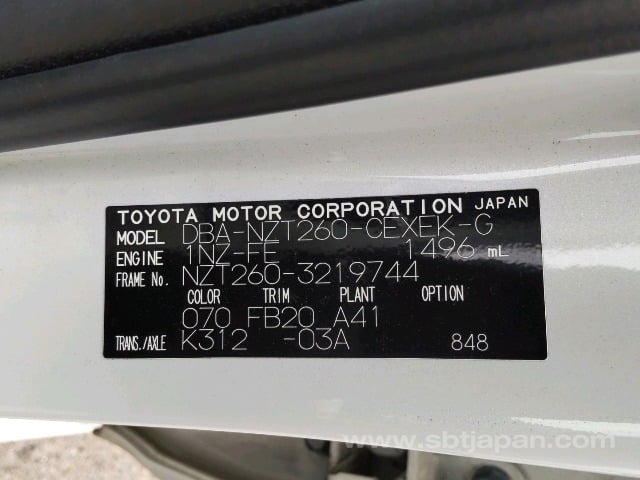 TOYOTA MOTOR CORPORATION JAPAN
MODEL DBA-NZT260-CEXEK-G
ENGINE 1NZ-FE 1496 mL
FRAME No. NZT260-3219744
COLOR TRIM PLANT OPTION
070 FB20 A41
TRANS./AXLE K312 -03A 848
www.sbtjapan.com